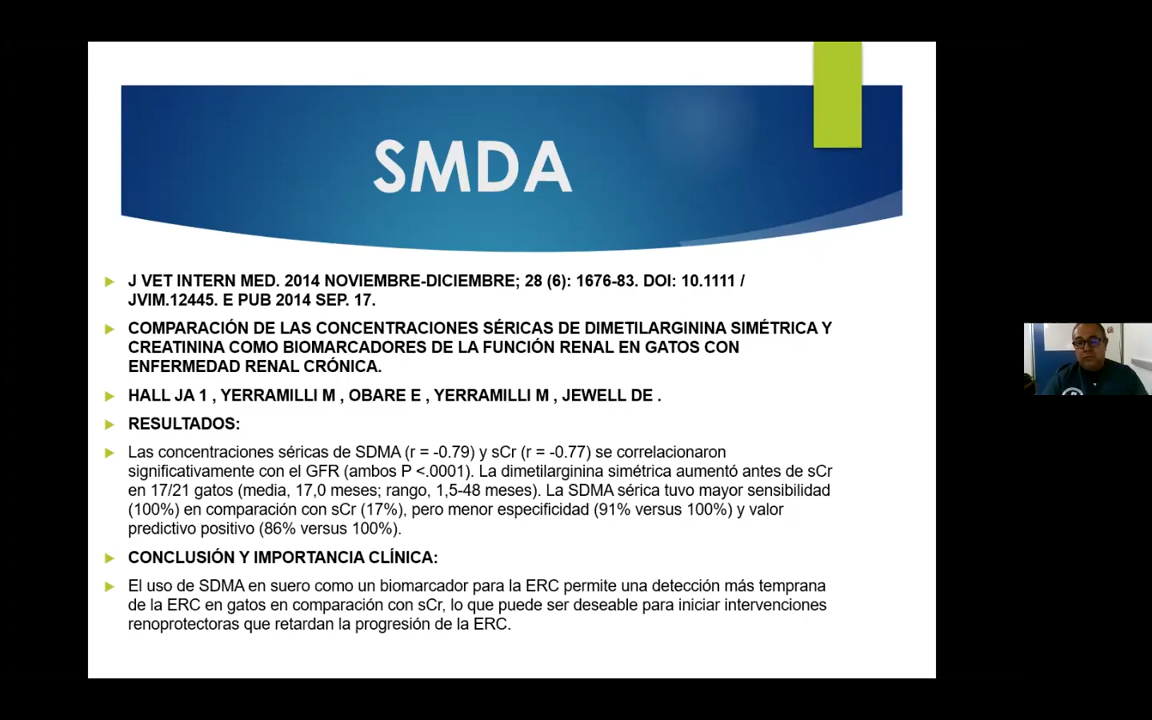 SMDA
J VET INTERN MED. 2014 NOVIEMBRE-DICIEMBRE; 28 (6): 1676-83. DOI: 10.1111 /
JVIM.12445. E PUB 2014 SEP. 17.
COMPARACIÓN DE LAS CONCENTRACIONES SÉRICAS DE DIMETILARGININA SIMÉTRICA Y
CREATININA COMO BIOMARCADORES DE LA FUNCIÓN RENAL EN GATOS CON
ENFERMEDAD RENAL CRÓNICA.
HALL JA 1 , YERRAMILLI M , OBARE E , YERRAMILLI M , JEWELL DE .
RESULTADOS:
Las concentraciones séricas de SDMA (r = -0.79) y sCr (r = -0.77) se correlacionaron
significativamente con el GFR (ambos P <.0001). La dimetilarginina simétrica aumentó antes de sCr
en 17/21 gatos (media, 17,0 meses; rango, 1,5-48 meses). La SDMA sérica tuvo mayor sensibilidad
(100%) en comparación con sCr (17%), pero menor especificidad (91% versus 100%) y valor
predictivo positivo (86% versus 100%).
CONCLUSIÓN Y IMPORTANCIA CLÍNICA:
El uso de SDMA en suero como un biomarcador para la ERC permite una detección más temprana
de la ERC en gatos en comparación con sCr, lo que puede ser deseable para iniciar intervenciones
renoprotectoras que retardan la progresión de la ERC.